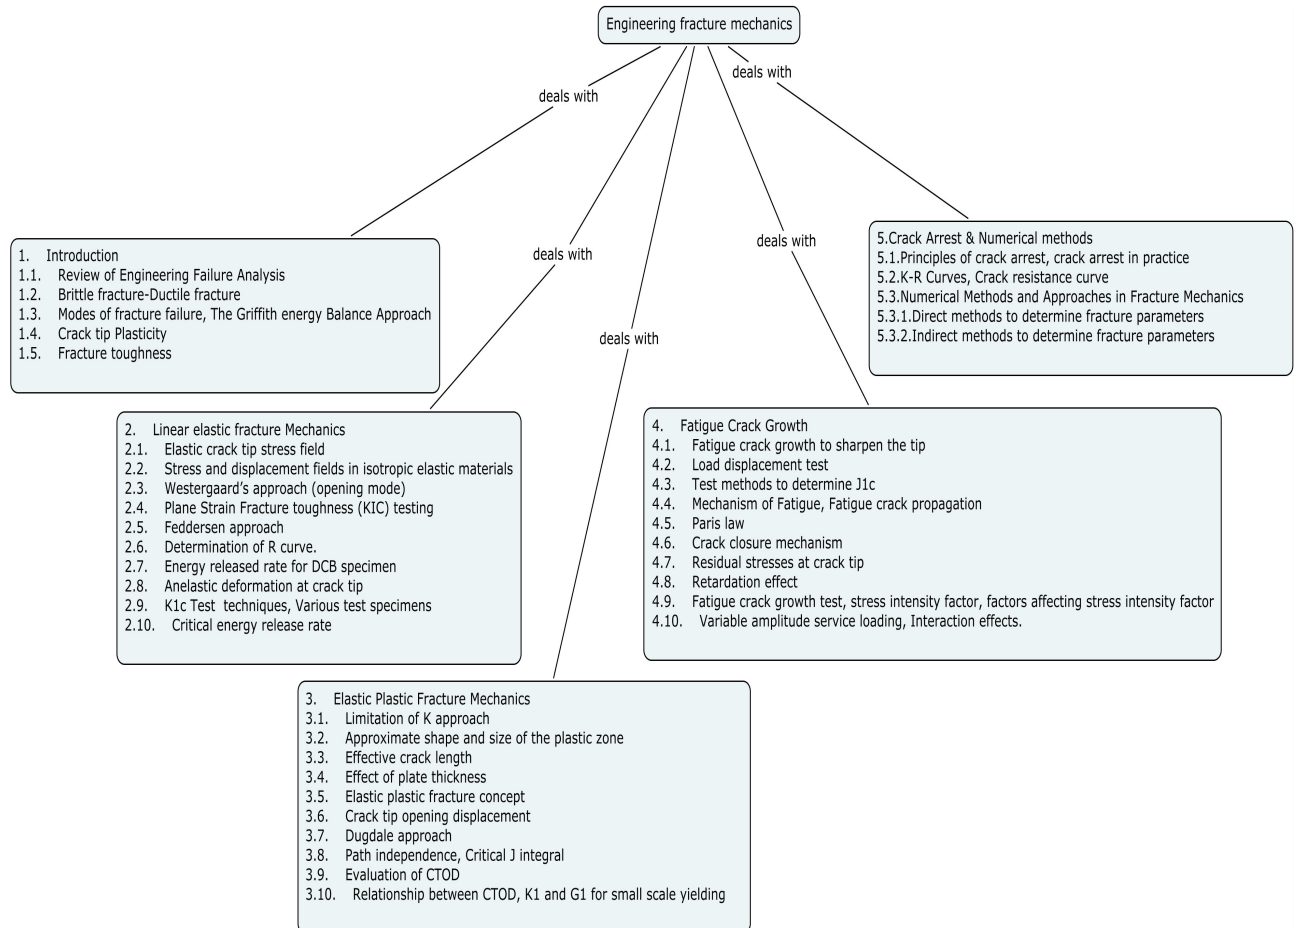 Engineering fracture mechanics
deals with
deals with
deals with
deals with
deals with
1. Introduction
1.1. Review of Engineering Failure Analysis
1.2. Brittle fracture-Ductile fracture
1.3. Modes of fracture failure, The Griffith energy Balance Approach
1.4. Crack tip Plasticity
1.5. Fracture toughness
2. Linear elastic fracture Mechanics
2.1. Elastic crack tip stress field
2.2. Stress and displacement fields in isotropic elastic materials
2.3. Westergaard's approach (opening mode)
2.4. Plane Strain Fracture toughness (KIC) testing
2.5. Feddersen approach
2.6. Determination of R curve.
2.7. Energy released rate for DCB specimen
2.8. Anelastic deformation at crack tip
2.9. K1c Test techniques, Various test specimens
2.10. Critical energy release rate
3. Elastic Plastic Fracture Mechanics
3.1. Limitation of K approach
3.2. Approximate shape and size of the plastic zone
3.3. Effective crack length
3.4. Effect of plate thickness
3.5. Elastic plastic fracture concept
3.6. Crack tip opening displacement
3.7. Dugdale approach
3.8. Path independence, Critical J integral
3.9. Evaluation of CTOD
3.10. Relationship between CTOD, K1 and G1 for small scale yielding
4. Fatigue Crack Growth
4.1. Fatigue crack growth to sharpen the tip
4.2. Load displacement test
4.3. Test methods to determine J1c
4.4. Mechanism of Fatigue, Fatigue crack propagation
4.5. Paris law
4.6. Crack closure mechanism
4.7. Residual stresses at crack tip
4.8. Retardation effect
4.9. Fatigue crack growth test, stress intensity factor, factors affecting stress intensity factor
4.10. Variable amplitude service loading, Interaction effects.
5.Crack Arrest & Numerical methods
5.1.Principles of crack arrest, crack arrest in practice
5.2.K-R Curves, Crack resistance curve
5.3.Numerical Methods and Approaches in Fracture Mechanics
5.3.1.Direct methods to determine fracture parameters
5.3.2.Indirect methods to determine fracture parameters